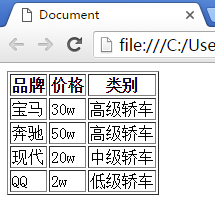 Document
file:///C:/Use
品牌 价格 类别
宝马 30w 高级轿车
奔驰 50w 高级轿车
现代 20w 中级轿车
QQ 2w 低级轿车